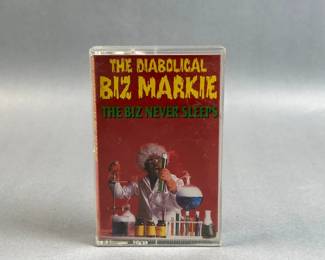 THE DIABOLICAL
BIZ MARKIE
THE BIZ NEVER SLEEPS